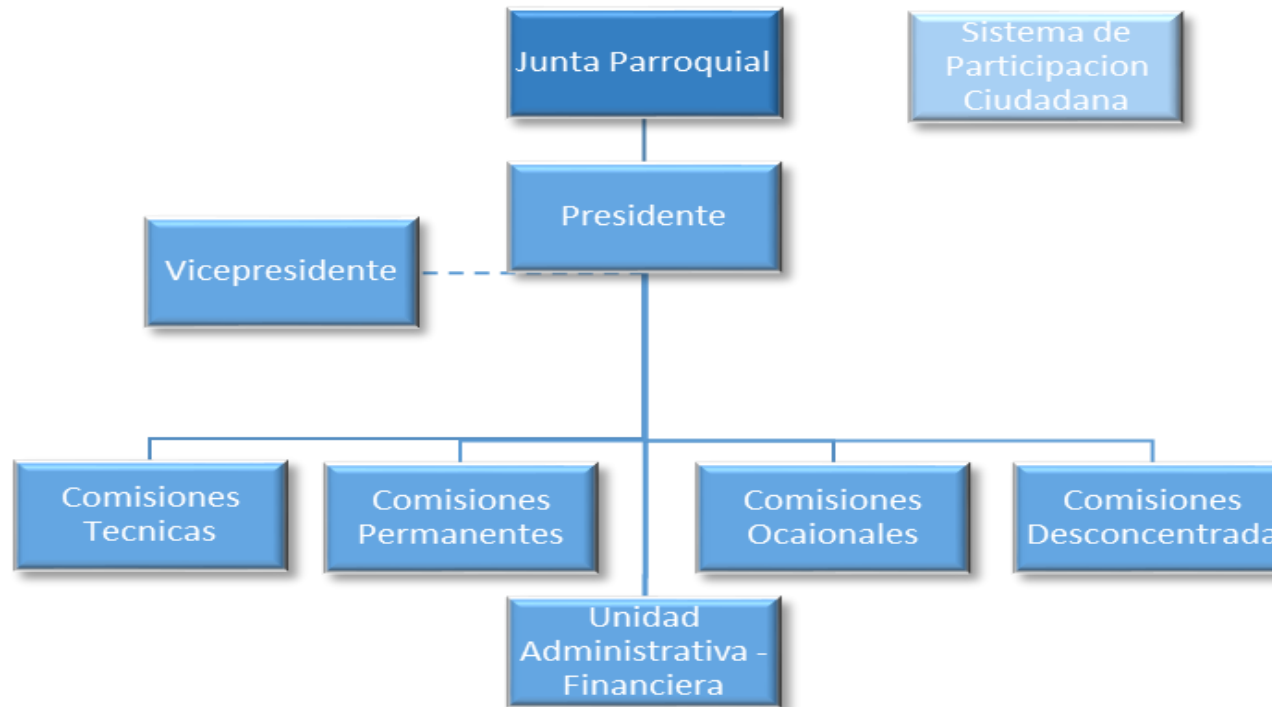 Junta Parroquial
Sistema de
Participacion
Ciudadana
Presidente
Vicepresidente
Comisiones
Tecnicas
Comisiones
Permanentes
Comisiones
Ocaionales
Comisiones
Desconcentrada
Unidad
Administrativa -
Financiera